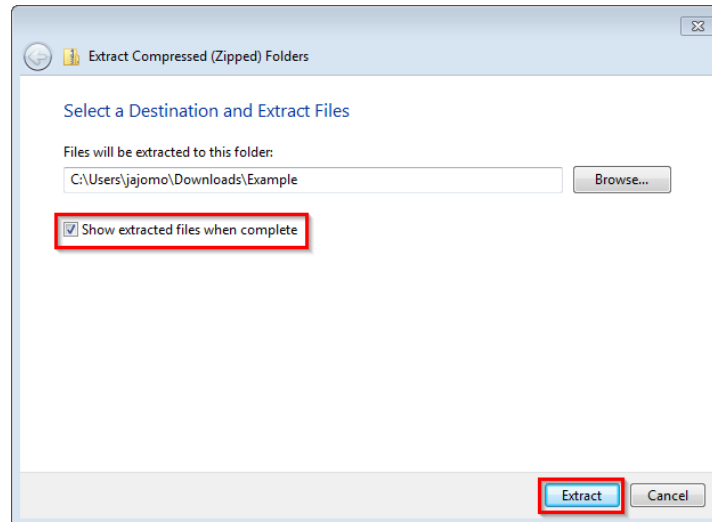 Extract Compressed (Zipped) Folders
Select a Destination and Extract Files
Files will be extracted to this folder:
C:\Users\jajomo\Downloads\Example
Browse...
Show extracted files when complete
Extract
Cancel